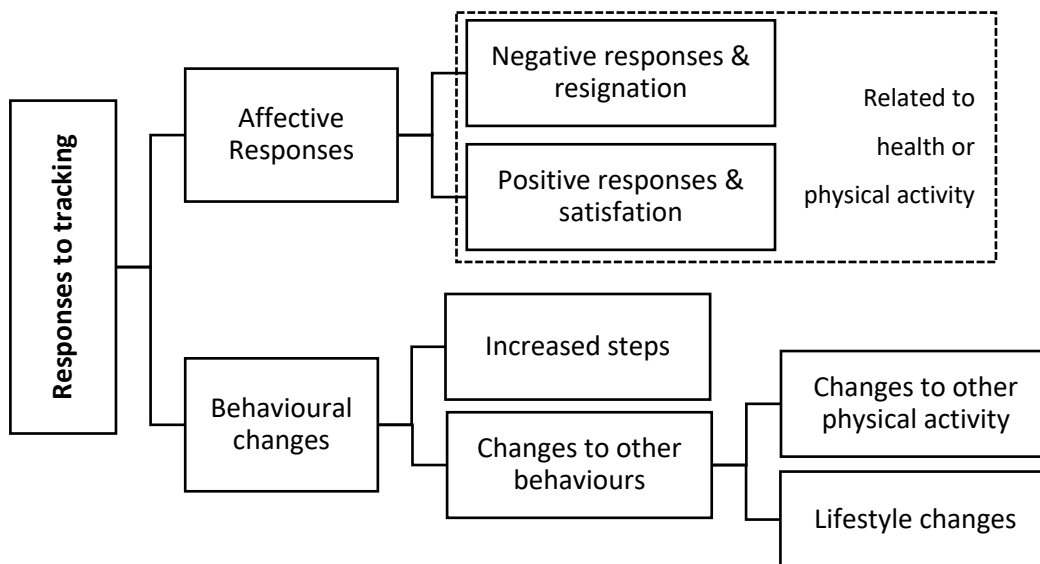 Responses to tracking
Affective
Responses
Negative responses &
resignation
Positive responses &
satisfation
Related to
health or
physical activity
Behavioural
changes
Increased steps
Changes to other
behaviours
Changes to other
physical activity
Lifestyle changes